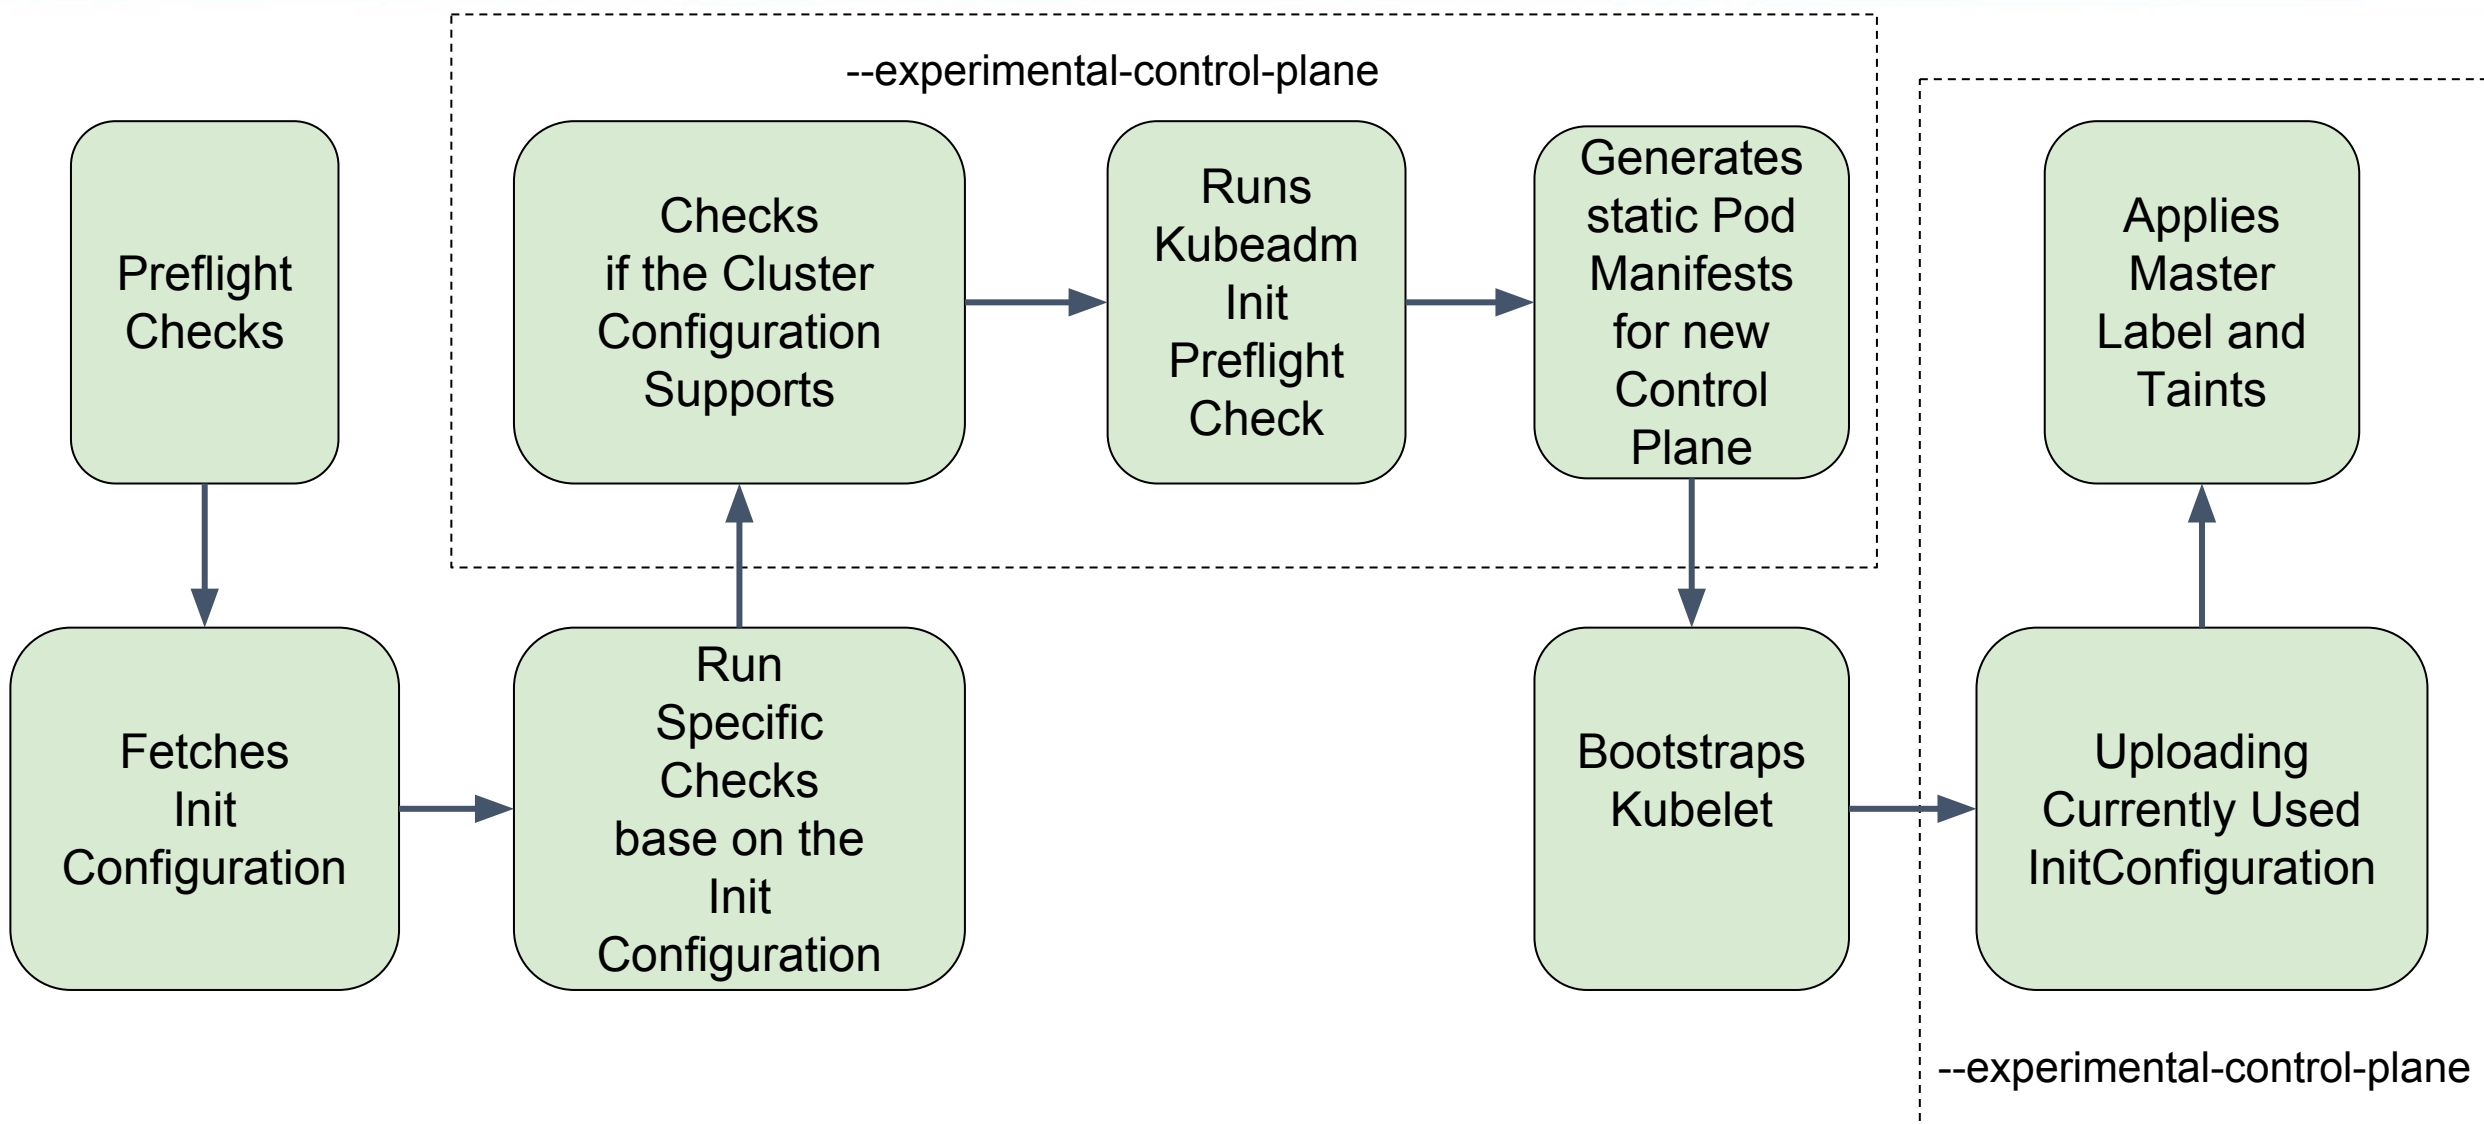 --experimental-control-plane
Preflight
Checks
Checks
if the Cluster
Configuration
Supports
Runs
Kubeadm
Init
Preflight
Check
Generates
static Pod
Manifests
for new
Control
Plane
Applies
Master
Label and
Taints
Fetches
Init
Configuration
Run
Specific
Checks
base on the
Init
Configuration
Bootstraps
Kubelet
Uploading
Currently Used
InitConfiguration
--experimental-control-plane